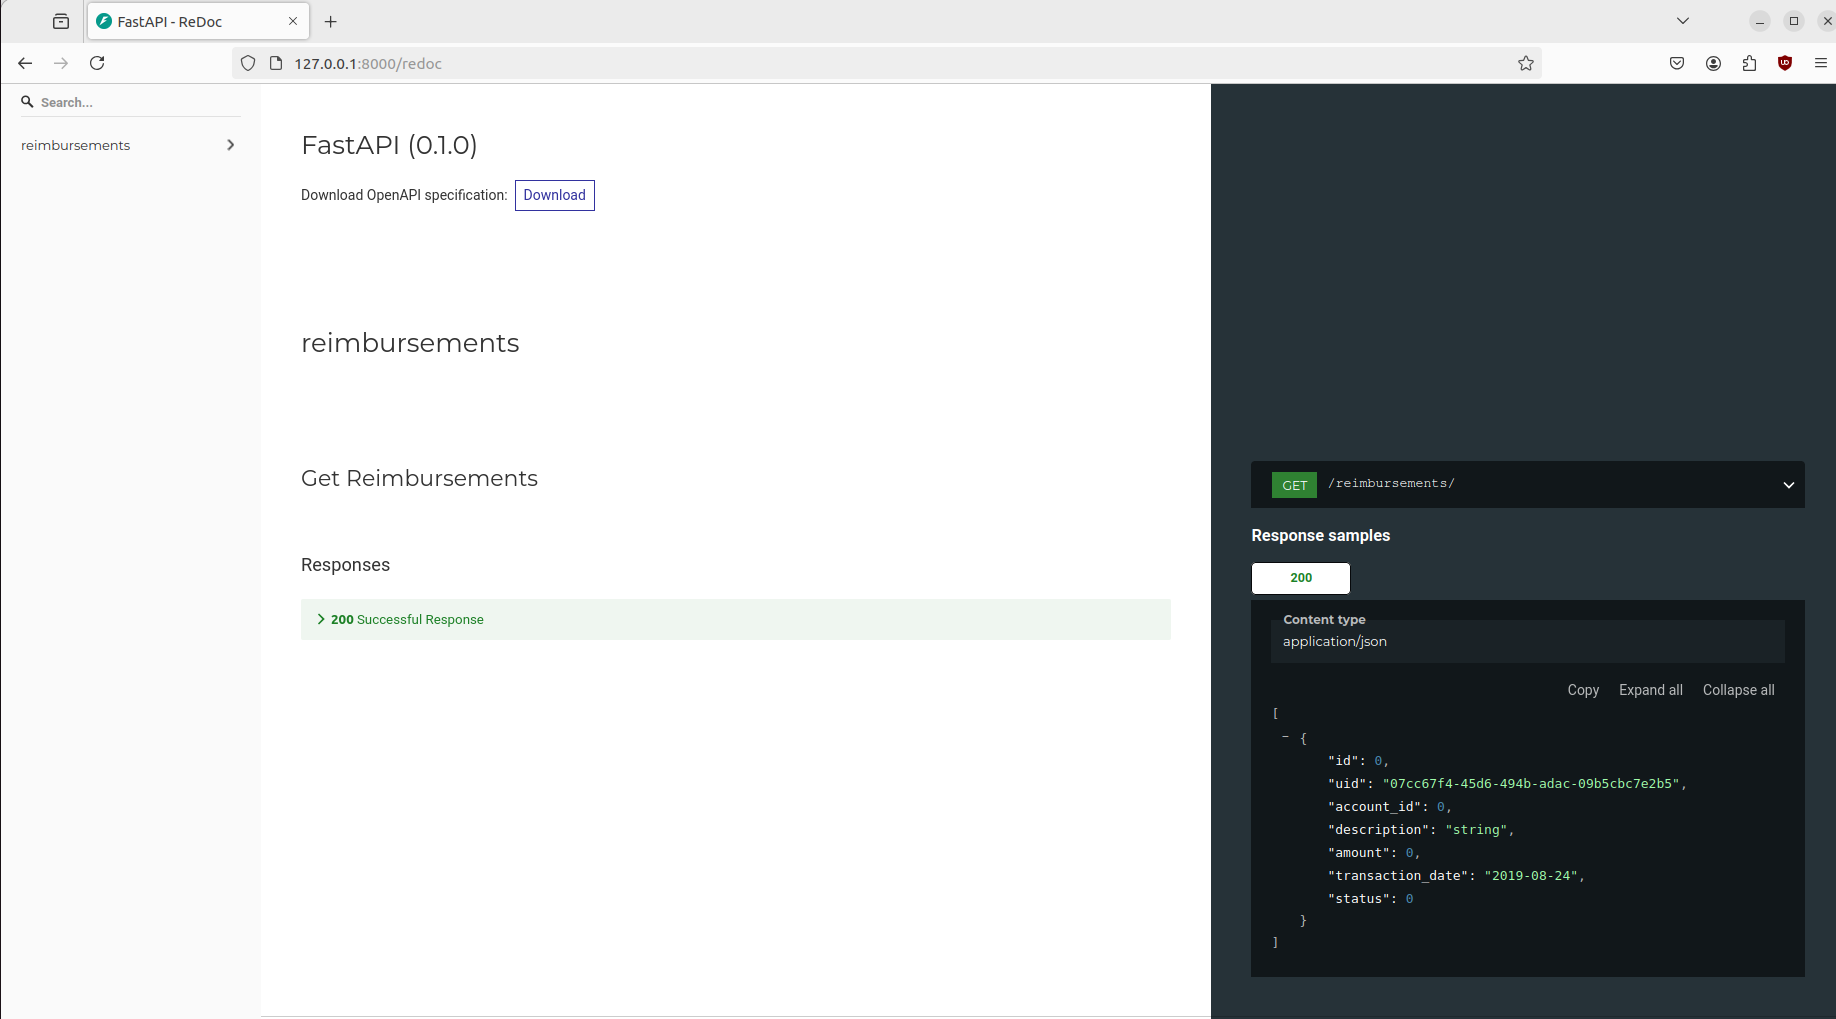 FastAPI - ReDoc
127.0.0.1:8000/redoc
Search...
reimbursements
FastAPI (0.1.0)
Download OpenAPI specification: Download
reimbursements
Get Reimbursements
Responses
200 Successful Response
GET /reimbursements/
Response samples
200
Content type
application/json
Copy Expand all Collapse all
[
- {
"id": 0,
"uid": "07cc67f4-45d6-494b-adac-09b5cbc7e2b5",
"account_id": 0,
"description": "string",
"amount": 0,
"transaction_date": "2019-08-24",
"status": 0
}
]